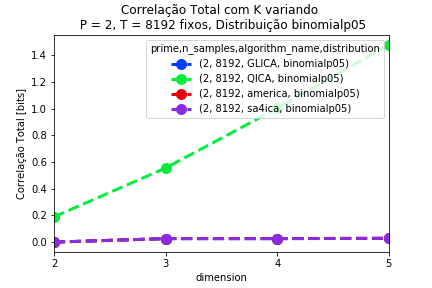 Correlação Total com K variando
P = 2, T = 8192 fixos, Distribuição binomialp05
prime,n_samples,algorithm_name,distribution
(2, 8192, GLICA, binomialp05)
(2, 8192, QICA, binomialp05)
(2, 8192, america, binomialp05)
(2, 8192, sa4ica, binomialp05)
Correlação Total [bits]
1.4
1.2
1.0
0.8
0.6
0.4
0.2
0.0
2
3
4
5
dimension